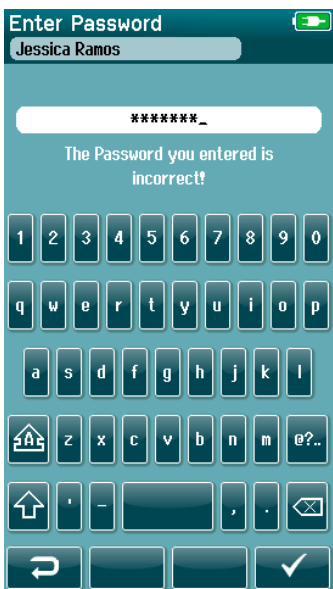 Enter Password
Jessica Ramos
*******_
The Password you entered is
incorrect!
1 2 3 4 5 6 7 8 9 0
q w e r t y u i o p
a s d f g h j k l
Á z x c v b n m @?..
' - , .